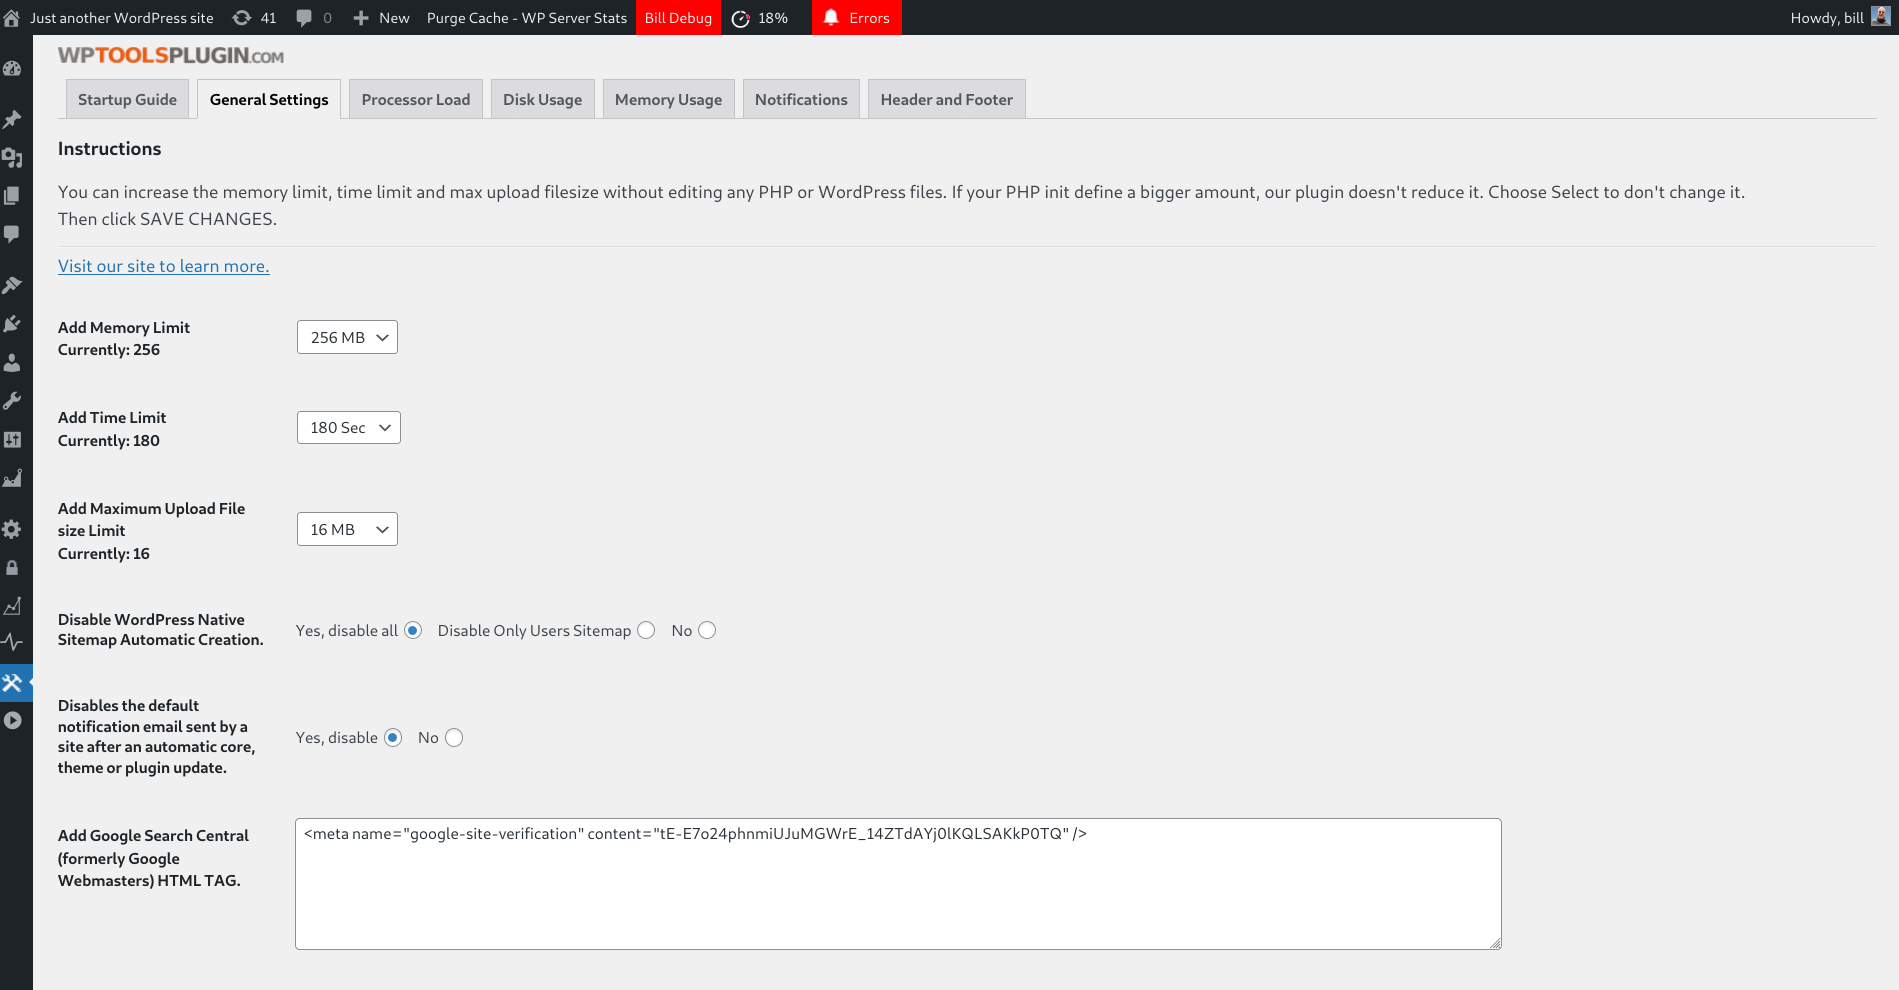 Just another WordPress site 41 0 New Purge Cache - WP Server Stats Bill Debug 18% Errors Howdy, bill
WPTOOLSPLUGIN.COM
Startup Guide General Settings Processor Load Disk Usage Memory Usage Notifications Header and Footer
Instructions
You can increase the memory limit, time limit and max upload filesize without editing any PHP or WordPress files. If your PHP init define a bigger amount, our plugin doesn't reduce it. Choose Select to don't change it.
Then click SAVE CHANGES.
Visit our site to learn more.
Add Memory Limit
Currently: 256
256 MB
Add Time Limit
Currently: 180
180 Sec
Add Maximum Upload File
size Limit
Currently: 16
16 MB
Disable WordPress Native
Sitemap Automatic Creation.
Yes, disable all Disable Only Users Sitemap No
Disables the default
notification email sent by a
site after an automatic core,
theme or plugin update.
Yes, disable No
Add Google Search Central
(formerly Google
Webmasters) HTML TAG.
<meta name="google-site-verification" content="tE-E7o24phnmiUJuMGWrE_14ZTdAYj0lKQLSAKkP0TQ" />